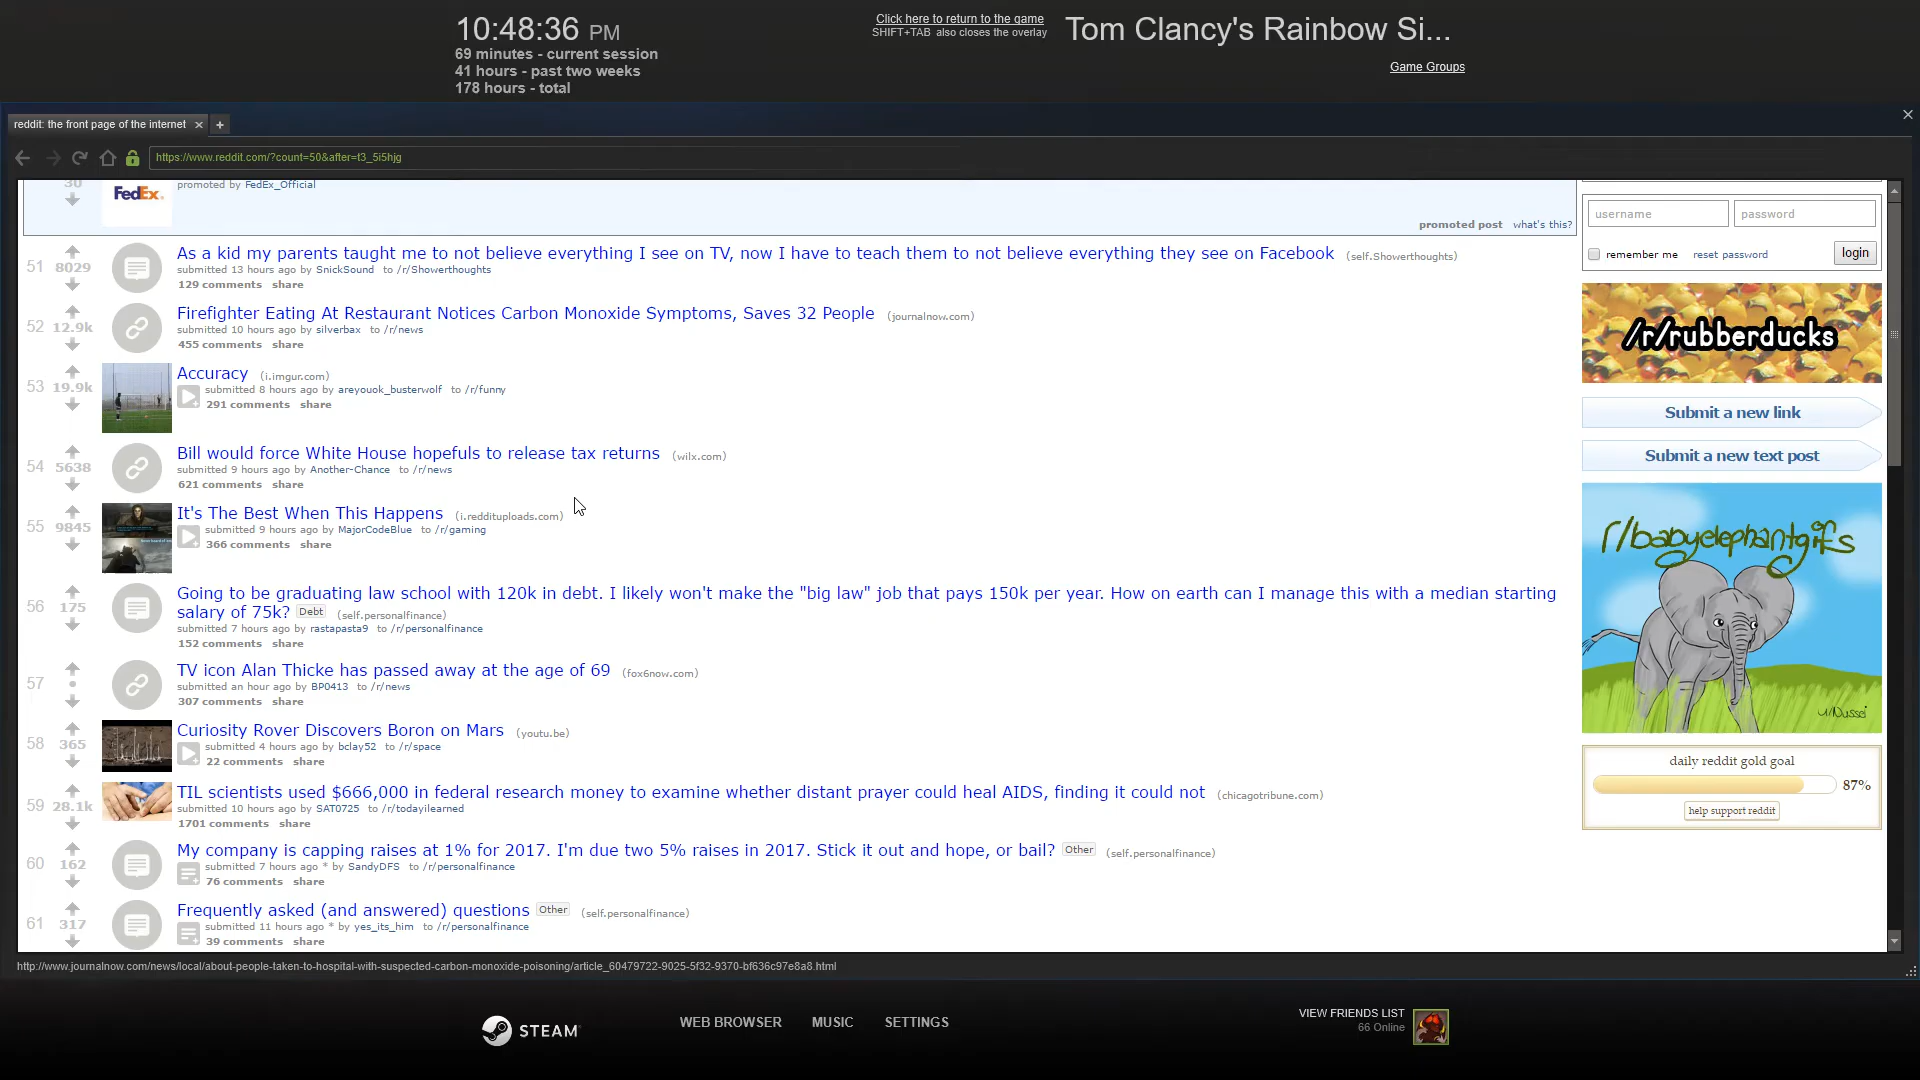 10:48:36 PM
69 minutes - current session
41 hours - past two weeks
178 hours - total
Click here to return to the game
SHIFT+TAB also closes the overlay
Tom Clancy's Rainbow Si...
Game Groups
reddit: the front page of the internet
https://www.reddit.com/?count=50&after=t3_5i5hjg
30
FedEx.
promoted by FedEx_Official
promoted post what's this?
51 8029
As a kid my parents taught me to not believe everything I see on TV, now I have to teach them to not believe everything they see on Facebook (self.Showerthoughts)
submitted 13 hours ago by SnickSound to /r/Showerthoughts
129 comments share
52 12.9k
Firefighter Eating At Restaurant Notices Carbon Monoxide Symptoms, Saves 32 People (journalnow.com)
submitted 10 hours ago by silverbax to /r/news
455 comments share
53 19.9k
Accuracy (i.imgur.com)
submitted 8 hours ago by areyouok_busterwolf to /r/funny
291 comments share
54 5638
Bill would force White House hopefuls to release tax returns (wilx.com)
submitted 9 hours ago by Another-Chance to /r/news
621 comments share
55 9845
It's The Best When This Happens (i.reddituploads.com)
submitted 9 hours ago by MajorCodeBlue to /r/gaming
366 comments share
56 175
Going to be graduating law school with 120k in debt. I likely won't make the "big law" job that pays 150k per year. How on earth can I manage this with a median starting
salary of 75k? Debt (self.personalfinance)
submitted 7 hours ago by rastapasta9 to /r/personalfinance
152 comments share
57 •
TV icon Alan Thicke has passed away at the age of 69 (fox6now.com)
submitted an hour ago by BP0413 to /r/news
307 comments share
58 365
Curiosity Rover Discovers Boron on Mars (youtu.be)
submitted 4 hours ago by bclay52 to /r/space
22 comments share
59 28.1k
TIL scientists used $666,000 in federal research money to examine whether distant prayer could heal AIDS, finding it could not (chicagotribune.com)
submitted 10 hours ago by SAT0725 to /r/todayilearned
1701 comments share
60 162
My company is capping raises at 1% for 2017. I'm due two 5% raises in 2017. Stick it out and hope, or bail? Other (self.personalfinance)
submitted 7 hours ago * by SandyDFS to /r/personalfinance
76 comments share
61 317
Frequently asked (and answered) questions Other (self.personalfinance)
submitted 11 hours ago * by yes_its_him to /r/personalfinance
39 comments share
username password
remember me reset password login
/r/rubberducks
Submit a new link
Submit a new text post
r/babyelephantgifs
u/Nussei
daily reddit gold goal
87%
help support reddit
http://www.journalnow.com/news/local/about-people-taken-to-hospital-with-suspected-carbon-monoxide-poisoning/article_60479722-9025-5f32-9370-bf636c97e8a8.html
STEAM
WEB BROWSER MUSIC SETTINGS
VIEW FRIENDS LIST
66 Online